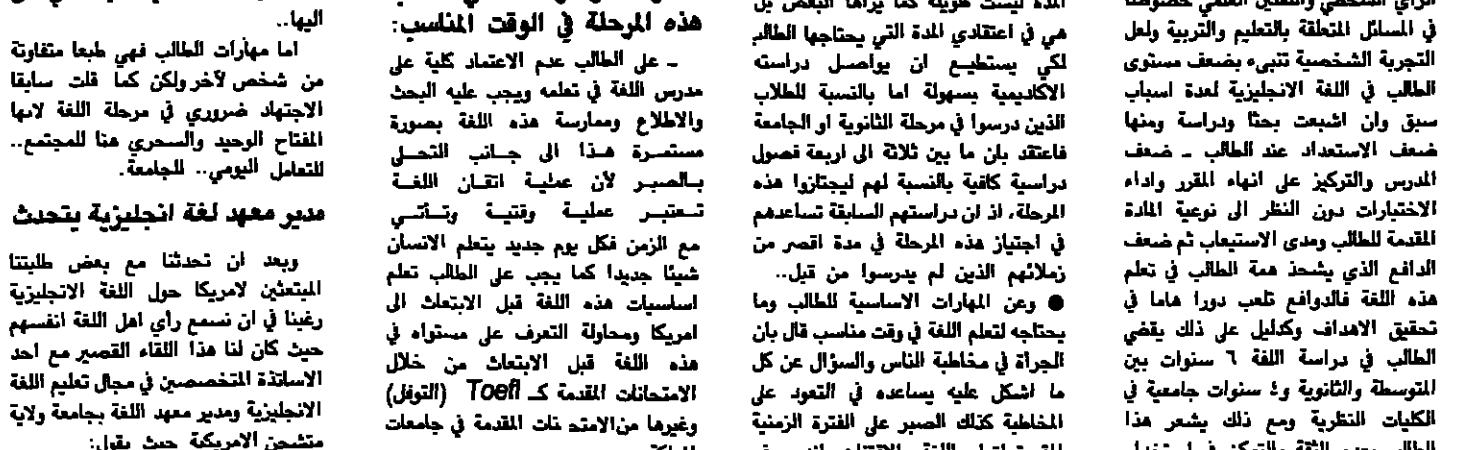 الرأي الشخصي والتقنين العلمي خصوصا
في المسائل المتعلقة بالتعليم والتربية ولعل
التجربة الشخصية تنبىء بضعف مستوى
الطالب في اللغة الانجليزية لعدة اسباب
سبق وان اشبعت بحثا ودراسة ومنها
ضعف الاستعداد عند الطالب ـ ضعف
المدرس والتركيز على انهاء المقرر واداء
الاختبارات دون النظر الى نوعية المادة
المقدمة للطالب ومدى الاستيعاب ثم ضعف
الدافع الذي يشحذ همة الطالب في تعلم
هذه اللغة فالدوافع تلعب دورا هاما في
تحقيق الاهداف وكدليل على ذلك يقضي
الطالب في دراسة اللغة ٦ سنوات بين
المتوسطة والثانوية و٤ سنوات جامعية في
الكليات النظرية ومع ذلك يشعر هذا
المدة ليست طويلة كما يراها البعض بل
هي في اعتقادي المدة التي يحتاجها الطالب
لكي يستطيع ان يواصل دراسته
الاكاديمية بسهولة اما بالنسبة للطلاب
الذين درسوا في مرحلة الثانوية او الجامعة
فاعتقد بان ما بين ثلاثة الى اربعة فصول
دراسية كافية بالنسبة لهم ليجتازوا هذه
المرحلة، اذ ان دراستهم السابقة تساعدهم
في اجتياز هذه المرحلة في مدة اقصر من
زملائهم الذين لم يدرسوا من قبل..
● وعن المهارات الاساسية للطالب وما
يحتاجه لتعلم اللغة في وقت مناسب قال بان
الجرأة في مخاطبة الناس والسؤال عن كل
ما اشكل عليه يساعده في التعود على
المخاطبة كذلك الصبر على الفترة الزمنية
هذه المرحلة في الوقت المناسب:
ـ على الطالب عدم الاعتماد كلية على
مدرس اللغة في تعلمه ويجب عليه البحث
والاطلاع وممارسة هذه اللغة بصورة
مستمرة هذا الى جانب التحلي
بالصبر لأن عملية اتقان اللغة
تعتبر عملية وقتية وتأتي
مع الزمن فكل يوم جديد يتعلم الانسان
شيئا جديدا كما يجب على الطالب تعلم
اساسيات هذه اللغة قبل الابتعاث الى
امريكا ومحاولة التعرف على مستواه في
هذه اللغة قبل الابتعاث من خلال
الامتحانات المقدمة كـ Toefl (التوفل)
وغيرها من الامتحانات المقدمة في جامعات
اليها..
اما مهارات الطالب فهي طبعا متفاوتة
من شخص لآخر ولكن كما قلت سابقا
الاجتهاد ضروري في مرحلة اللغة لانها
المفتاح الوحيد والسحري هنا للمجتمع..
للتعامل اليومي.. للجامعة.
مدير معهد لغة انجليزية يتحدث
وبعد ان تحدثنا مع بعض طلبتنا
المبتعثين لامريكا حول اللغة الانجليزية
رغبنا في ان نسمع رأي اهل اللغة انفسهم
حيث كان لنا هذا اللقاء القصير مع احد
الاساتذة المتخصصين في مجال تعليم اللغة
الانجليزية ومدير معهد اللغة بجامعة ولاية
متشجن الامريكية حيث يقول: